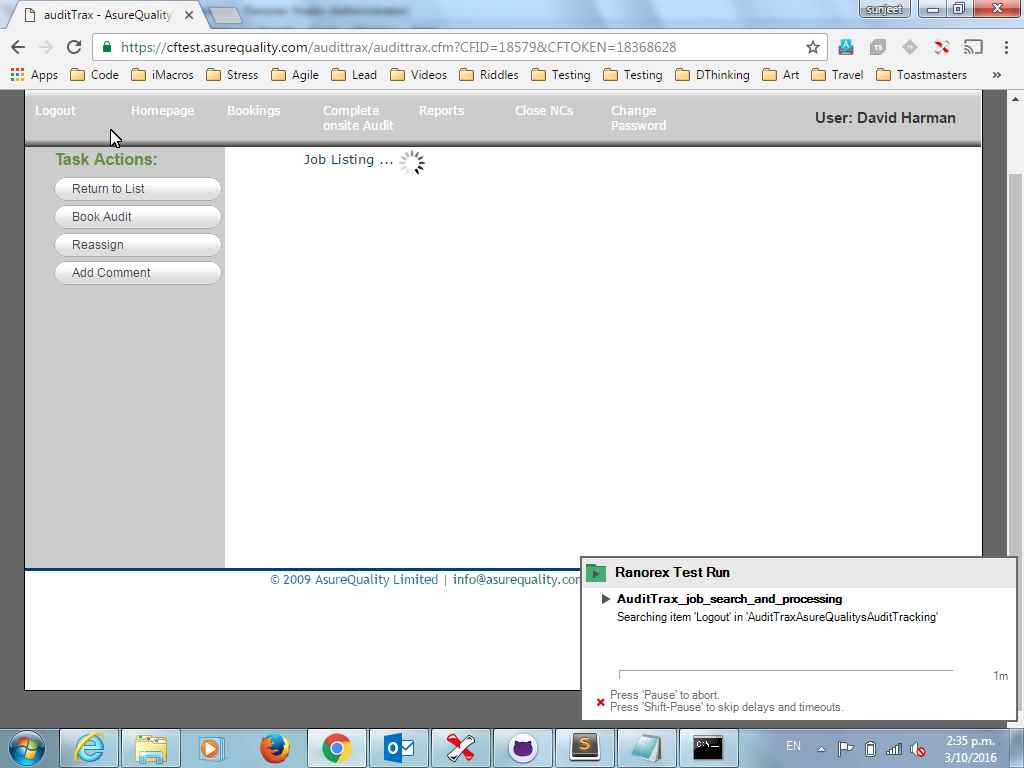 auditTrax - AsureQuality
sunjeet
https://cftest.asurequality.com/audittrax/audittrax.cfm?CFID=18579&CFTOKEN=18368628
Apps Code iMacros Stress Agile Lead Videos Riddles Testing Testing DThinking Art Travel Toastmasters »
Logout Homepage Bookings Complete onsite Audit Reports Close NCs Change Password
User: David Harman
Task Actions:
Return to List
Book Audit
Reassign
Add Comment
Job Listing ...
© 2009 AsureQuality Limited | info@asurequality.com
Ranorex Test Run
AuditTrax_job_search_and_processing
Searching item 'Logout' in 'AuditTraxAsureQualitysAuditTracking'
1m
Press 'Pause' to abort.
Press 'Shift-Pause' to skip delays and timeouts.
EN
2:35 p.m.
3/10/2016